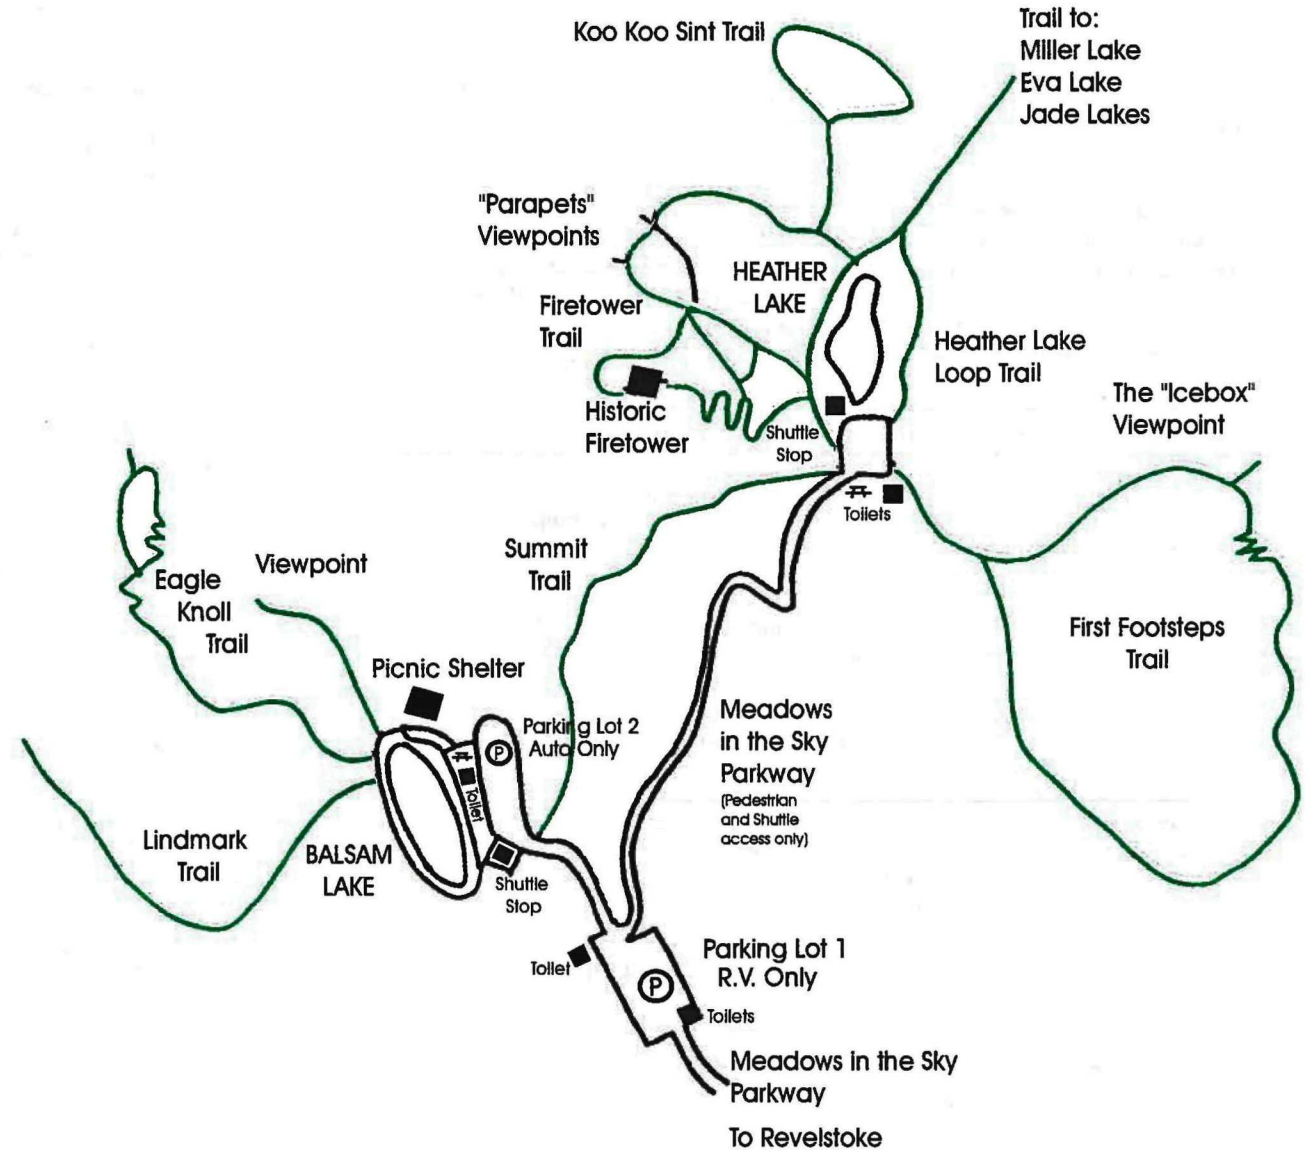 Koo Koo Sint Trail
Trail to:
Miller Lake
Eva Lake
Jade Lakes
"Parapets"
Viewpoints
HEATHER
LAKE
Firetower
Trail
Heather Lake
Loop Trail
The "Icebox"
Viewpoint
Historic
Firetower
Shuttle
Stop
Toilets
Summit
Trail
Viewpoint
Eagle
Knoll
Trail
First Footsteps
Trail
Picnic Shelter
Parking Lot 2
Auto Only
P
Toilet
Meadows
in the Sky
Parkway
(Pedestrian
and Shuttle
access only)
Lindmark
Trail
BALSAM
LAKE
Shuttle
Stop
Toilet
Parking Lot 1
R.V. Only
P
Toilets
Meadows in the Sky
Parkway
To Revelstoke